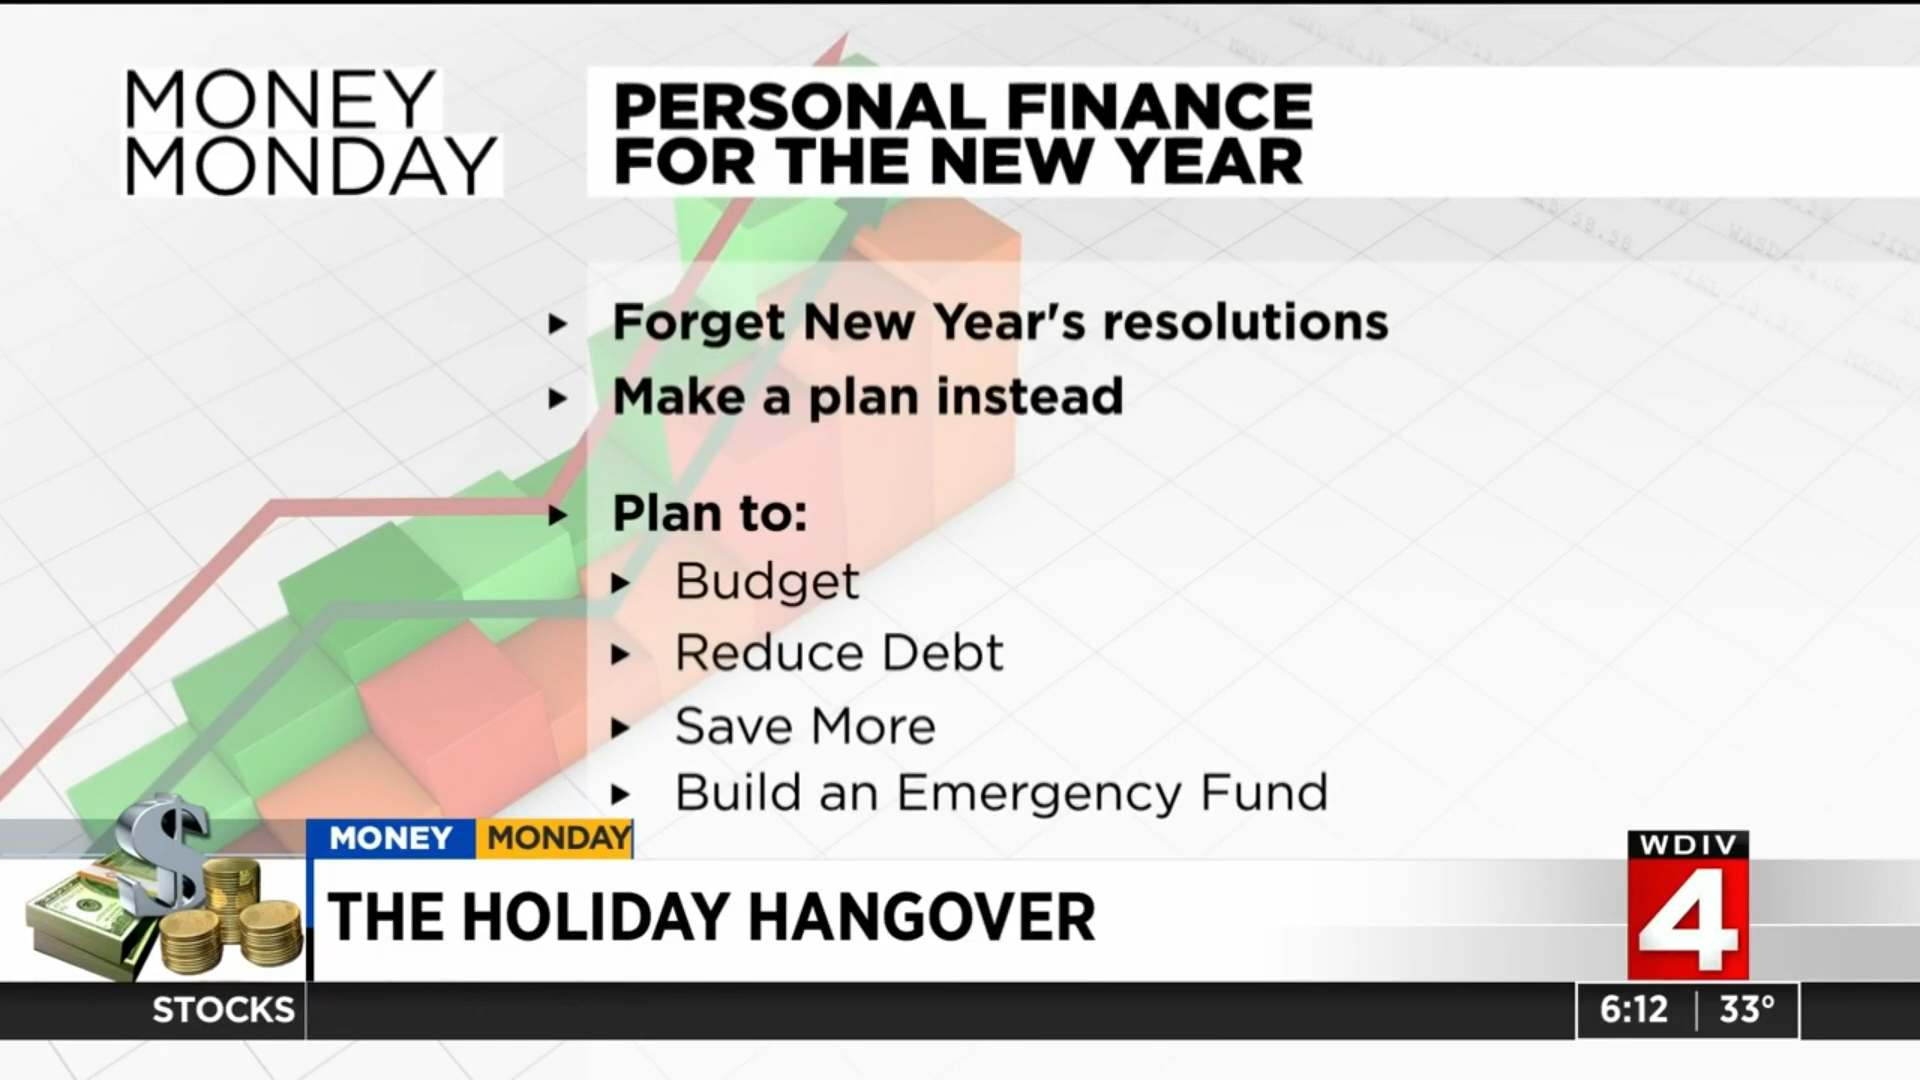 MONEY
MONDAY
PERSONAL FINANCE
FOR THE NEW YEAR
Forget New Year's resolutions
Make a plan instead
Plan to:
Budget
Reduce Debt
Save More
Build an Emergency Fund
MONEY MONDAY
THE HOLIDAY HANGOVER
WDIV
4
STOCKS
6:12 33°